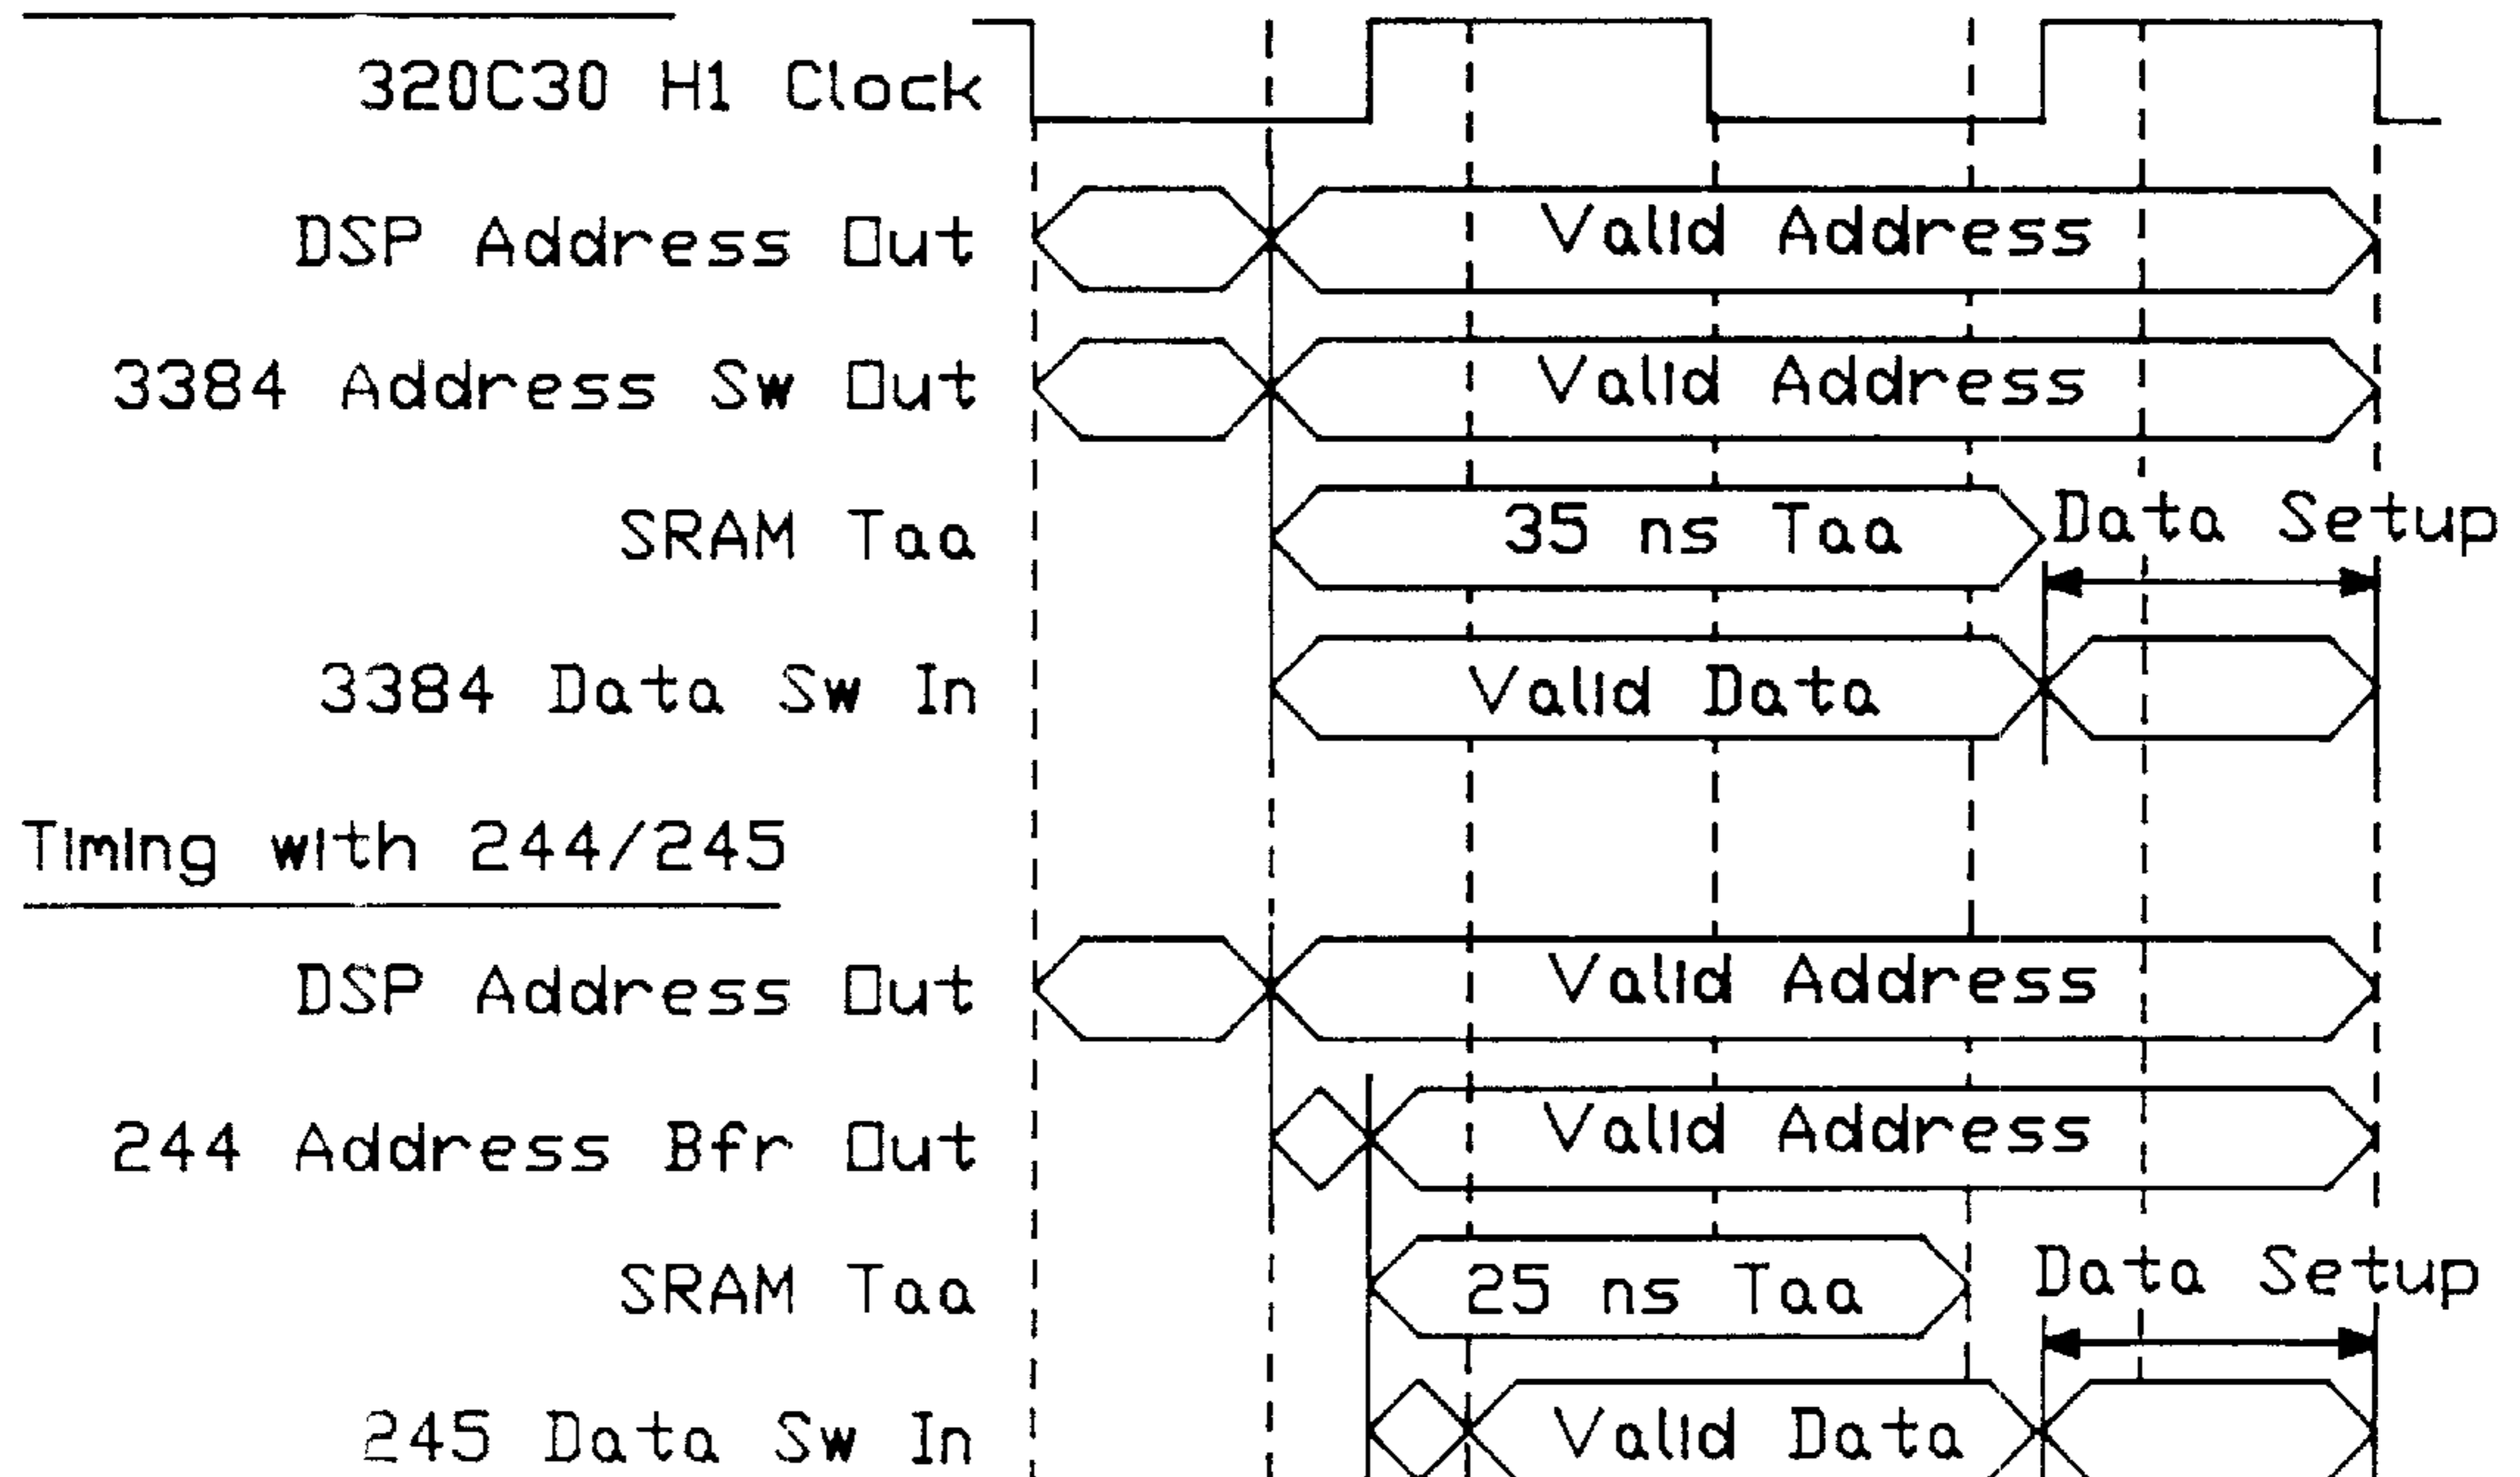 320C30 H1 Clock
DSP Address Out Valid Address
3384 Address Sw Out Valid Address
SRAM Taa 35 ns Taa Data Setup
3384 Data Sw In Valid Data
Timing with 244/245
DSP Address Out Valid Address
244 Address Bfr Out Valid Address
SRAM Taa 25 ns Taa Data Setup
245 Data Sw In Valid Data